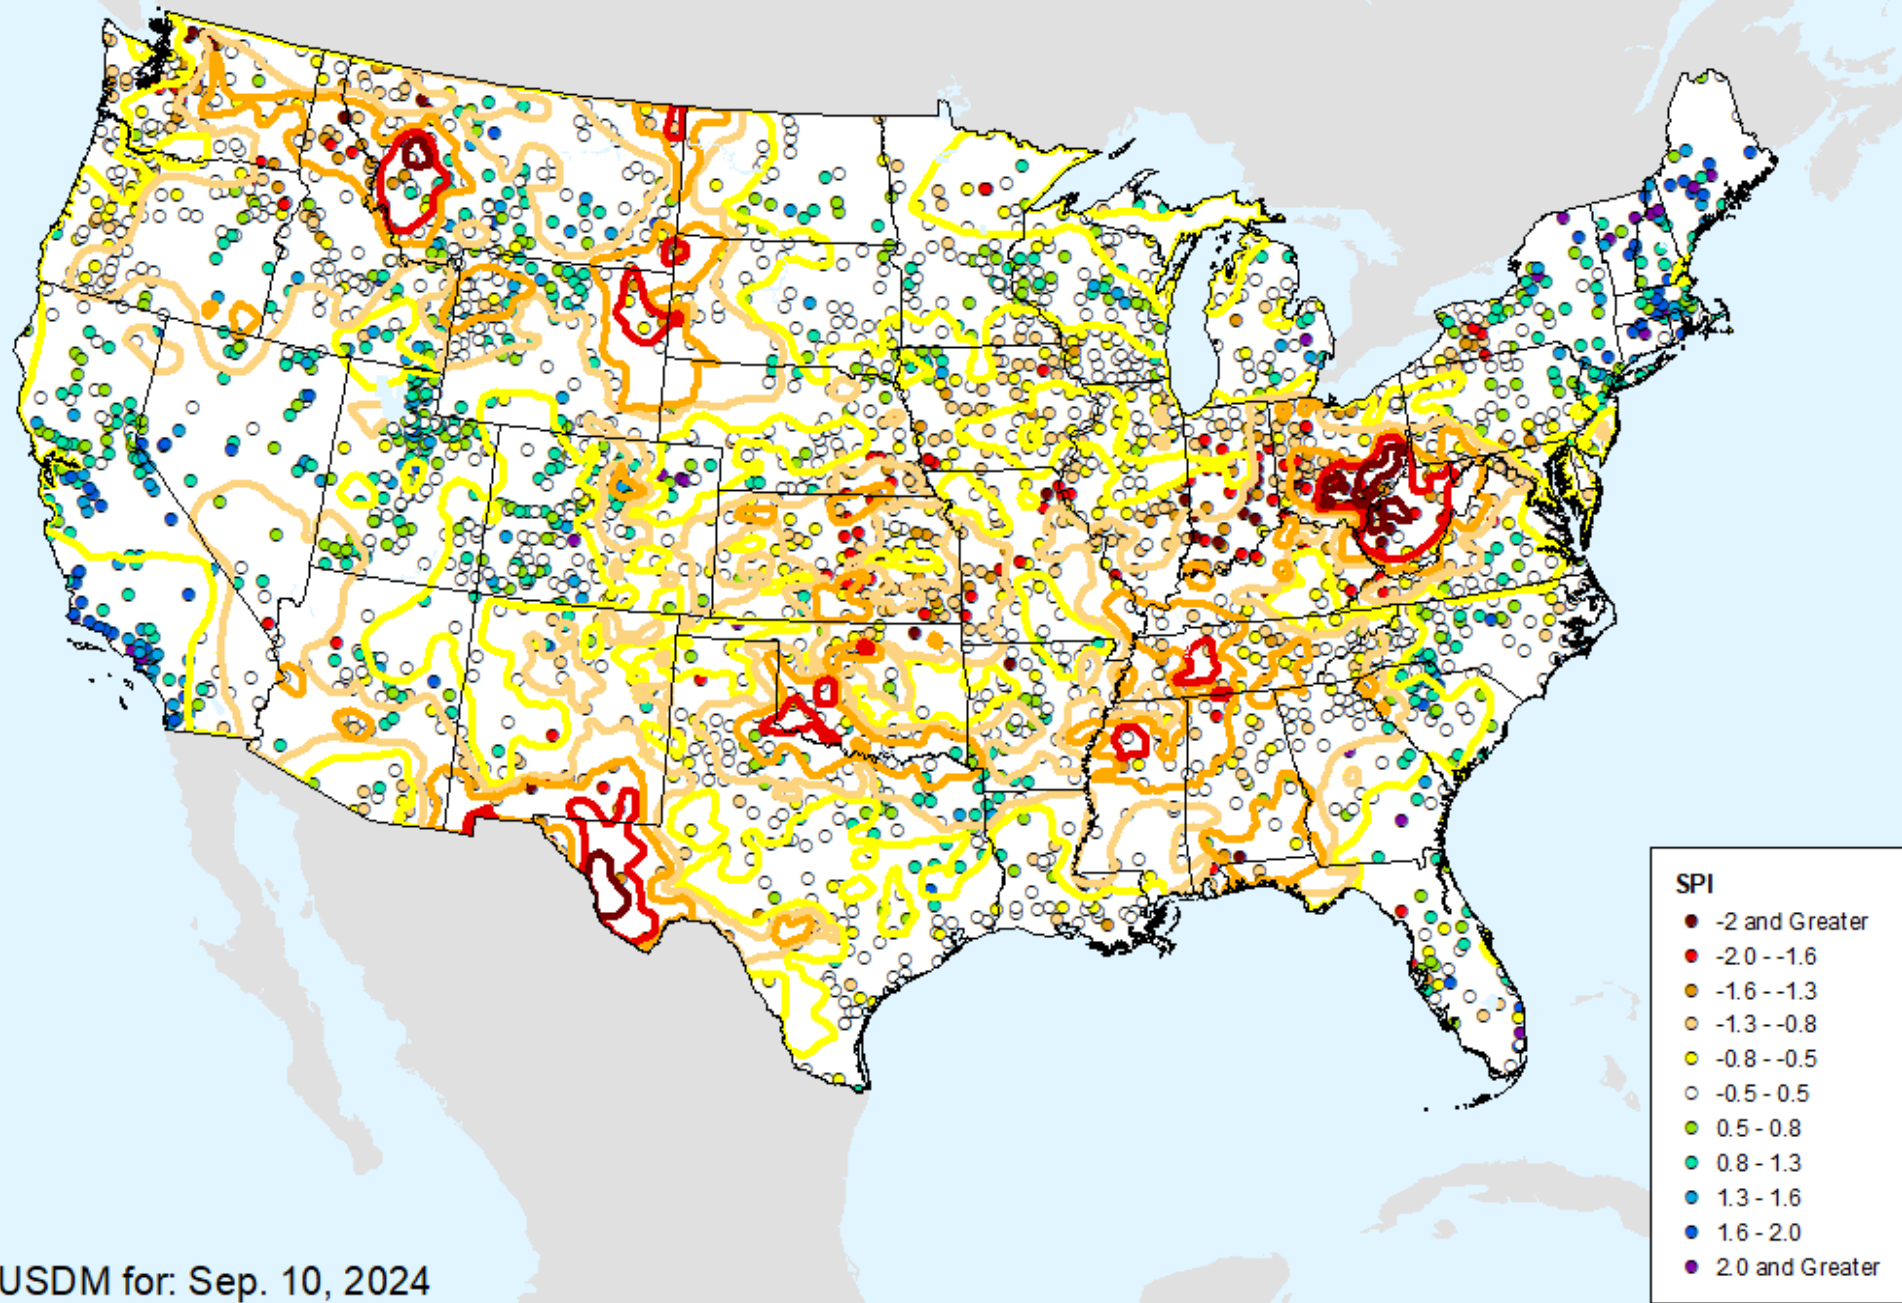 SPI
-2 and Greater
-2.0 - -1.6
-1.6 - -1.3
-1.3 - -0.8
-0.8 - -0.5
-0.5 - 0.5
0.5 - 0.8
0.8 - 1.3
1.3 - 1.6
1.6 - 2.0
2.0 and Greater
USDM for: Sep. 10, 2024